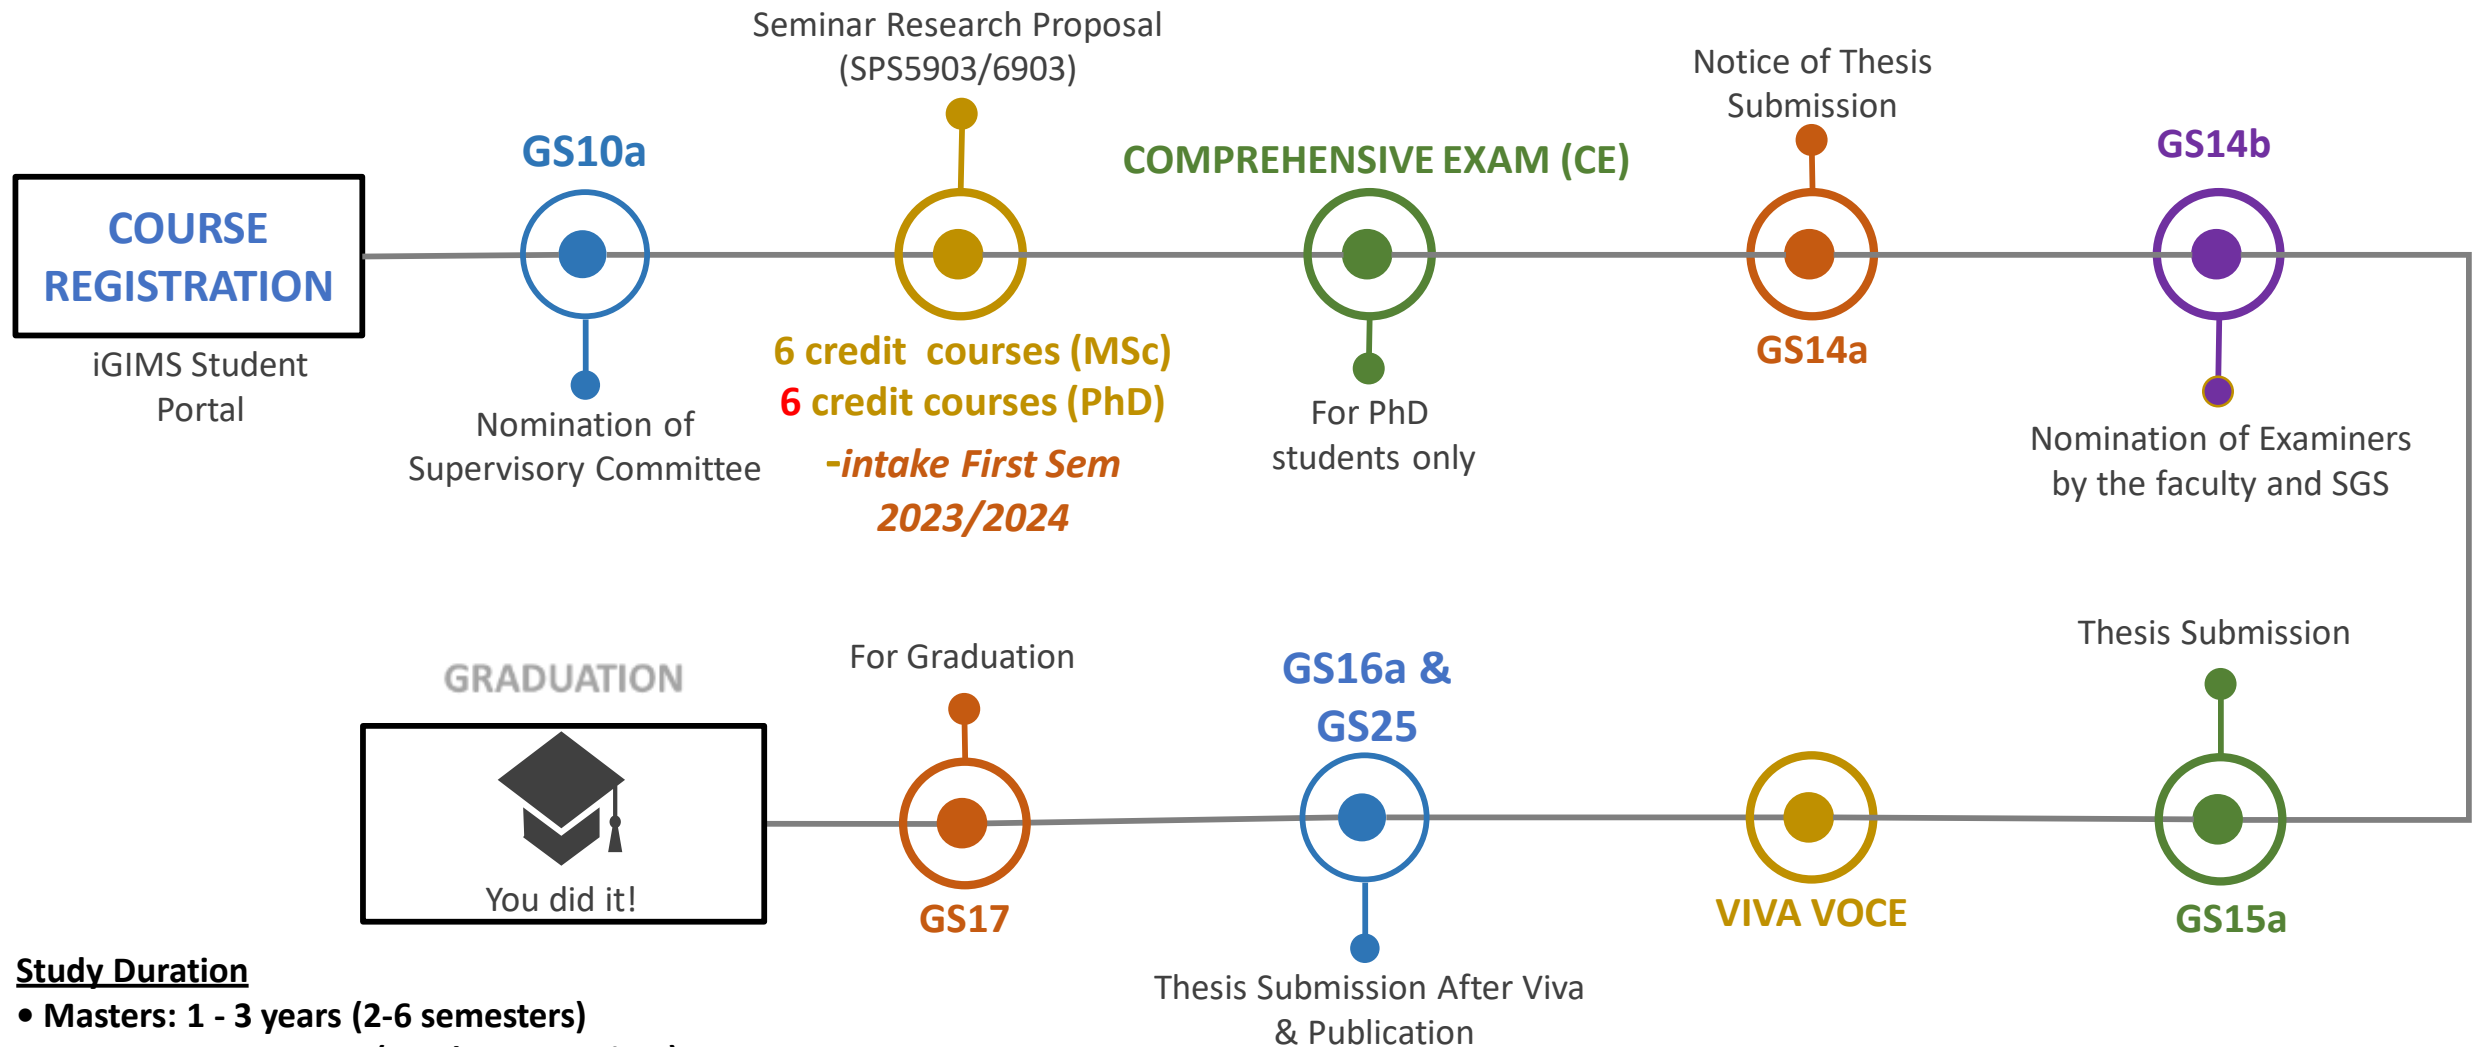 Seminar Research Proposal
(SPS5903/6903)
Notice of Thesis
Submission
GS10a
COMPREHENSIVE EXAM (CE)
GS14b
COURSE
REGISTRATION
iGIMS Student
Portal
Nomination of
Supervisory Committee
6 credit courses (MSc)
6 credit courses (PhD)
-intake First Sem
2023/2024
For PhD
students only
GS14a
Nomination of Examiners
by the faculty and SGS
Thesis Submission
GS15a
VIVA VOCE
GS16a &
GS25
Thesis Submission After Viva
& Publication
For Graduation
GS17
GRADUATION
You did it!
Study Duration
• Masters: 1 - 3 years (2-6 semesters)